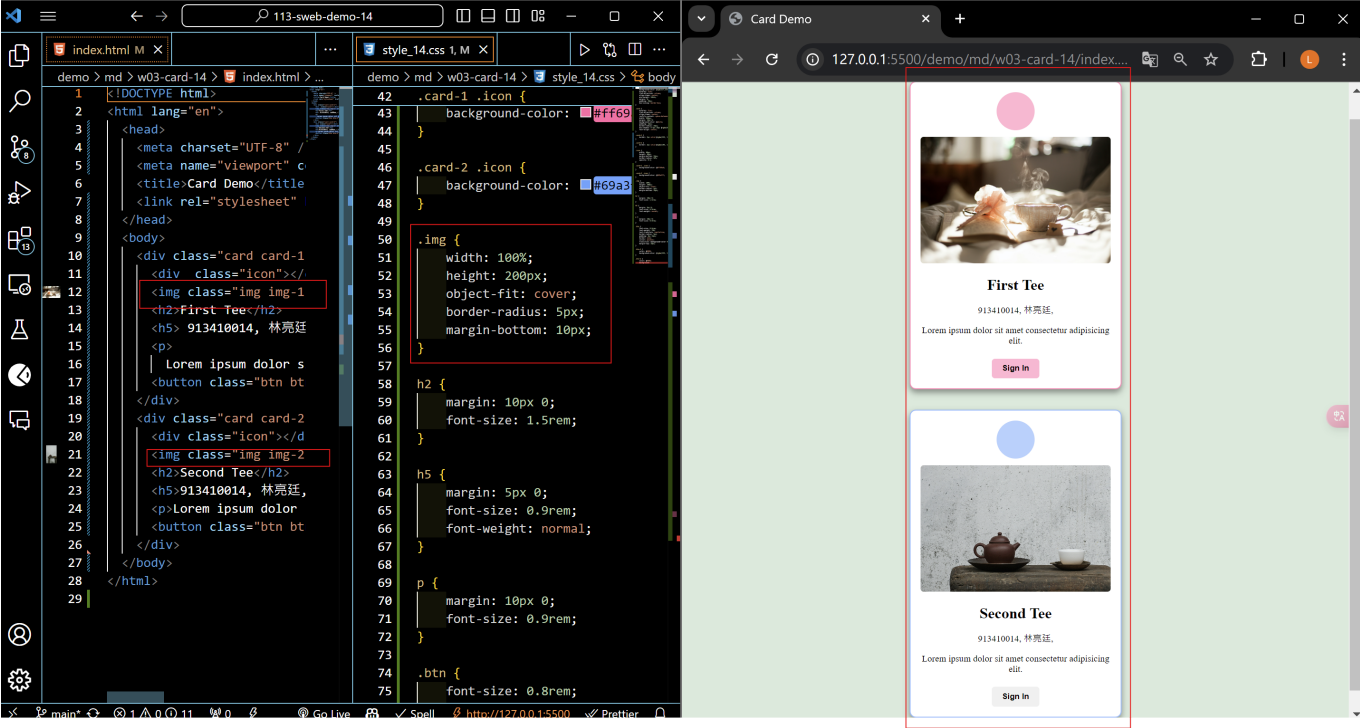 113-sweb-demo-14
index.html M
style_14.css 1, M
demo > md > w03-card-14 > index.html > ...
demo > md > w03-card-14 > style_14.css > body
1 <!DOCTYPE html>
2 <html lang="en">
3 <head>
4 <meta charset="UTF-8" /
5 <meta name="viewport" c
6 <title>Card Demo</title
7 <link rel="stylesheet"
8 </head>
9 <body>
10 <div class="card card-1
11 <div class="icon"></
12 <img class="img img-1
13 <h2>First Tee</h2>
14 <h5> 913410014, 林亮廷
15 <p>
16 Lorem ipsum dolor s
17 <button class="btn bt
18 </div>
19 <div class="card card-2
20 <div class="icon"></d
21 <img class="img img-2
22 <h2>Second Tee</h2>
23 <h5>913410014, 林亮廷,
24 <p>Lorem ipsum dolor
25 <button class="btn bt
26 </div>
27 </body>
28 </html>
29
42 .card-1 .icon {
43 background-color: #ff69
44 }
45
46 .card-2 .icon {
47 background-color: #69a3
48 }
49
50 .img {
51 width: 100%;
52 height: 200px;
53 object-fit: cover;
54 border-radius: 5px;
55 margin-bottom: 10px;
56 }
57
58 h2 {
59 margin: 10px 0;
60 font-size: 1.5rem;
61 }
62
63 h5 {
64 margin: 5px 0;
65 font-size: 0.9rem;
66 font-weight: normal;
67 }
68
69 p {
70 margin: 10px 0;
71 font-size: 0.9rem;
72 }
73
74 .btn {
75 font-size: 0.8rem;
8
13
main* 1 0 11 0 Go Live Spell http://127.0.0.1:5500 Prettier
Card Demo
127.0.0.1:5500/demo/md/w03-card-14/index....
L
First Tee
913410014, 林亮廷,
Lorem ipsum dolor sit amet consectetur adipisicing
elit.
Sign In
Second Tee
913410014, 林亮廷,
Lorem ipsum dolor sit amet consectetur adipisicing
elit.
Sign In